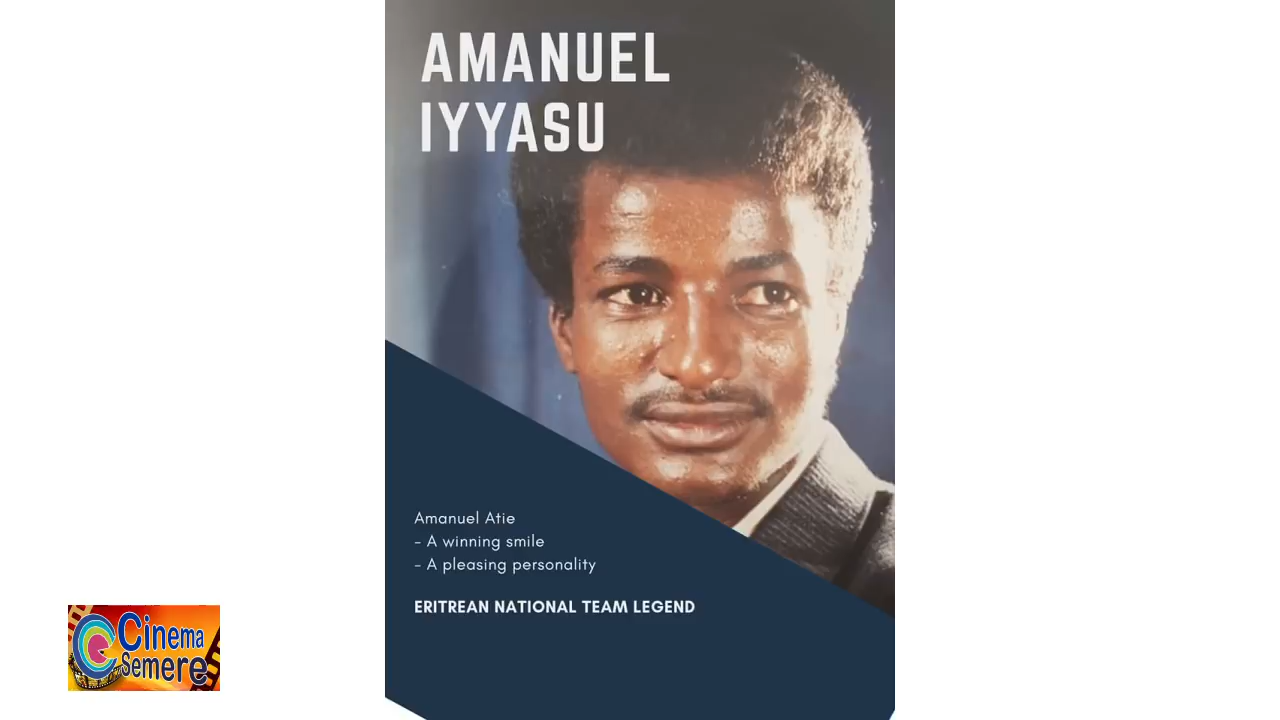 AMANUEL
IYYASU
Amanuel Atie
- A winning smile
- A pleasing personality
ERITREAN NATIONAL TEAM LEGEND
Cinema
Semere